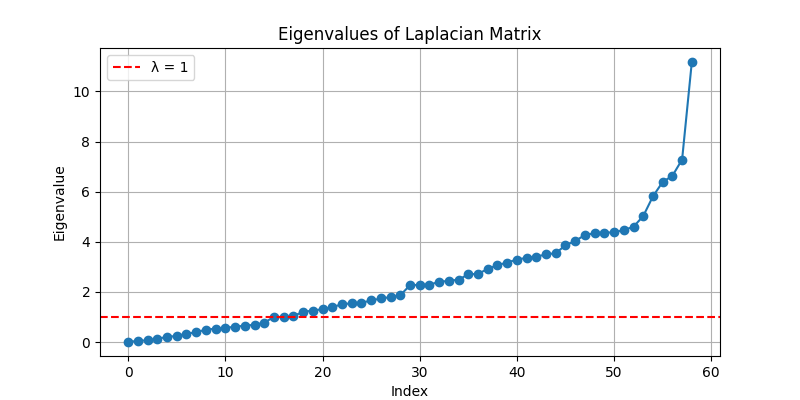 Eigenvalues of Laplacian Matrix
λ = 1
10
8
6
4
2
0
Eigenvalue
0 10 20 30 40 50 60
Index